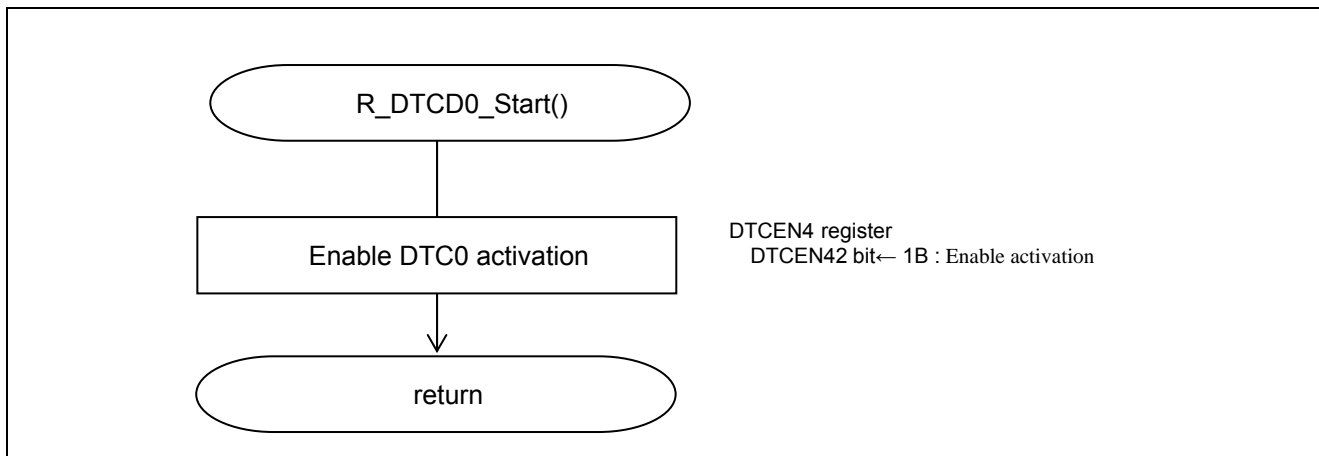 R_DTCD0_Start()
Enable DTC0 activation
DTCEN4 register
DTCEN42 bit← 1B : Enable activation
return